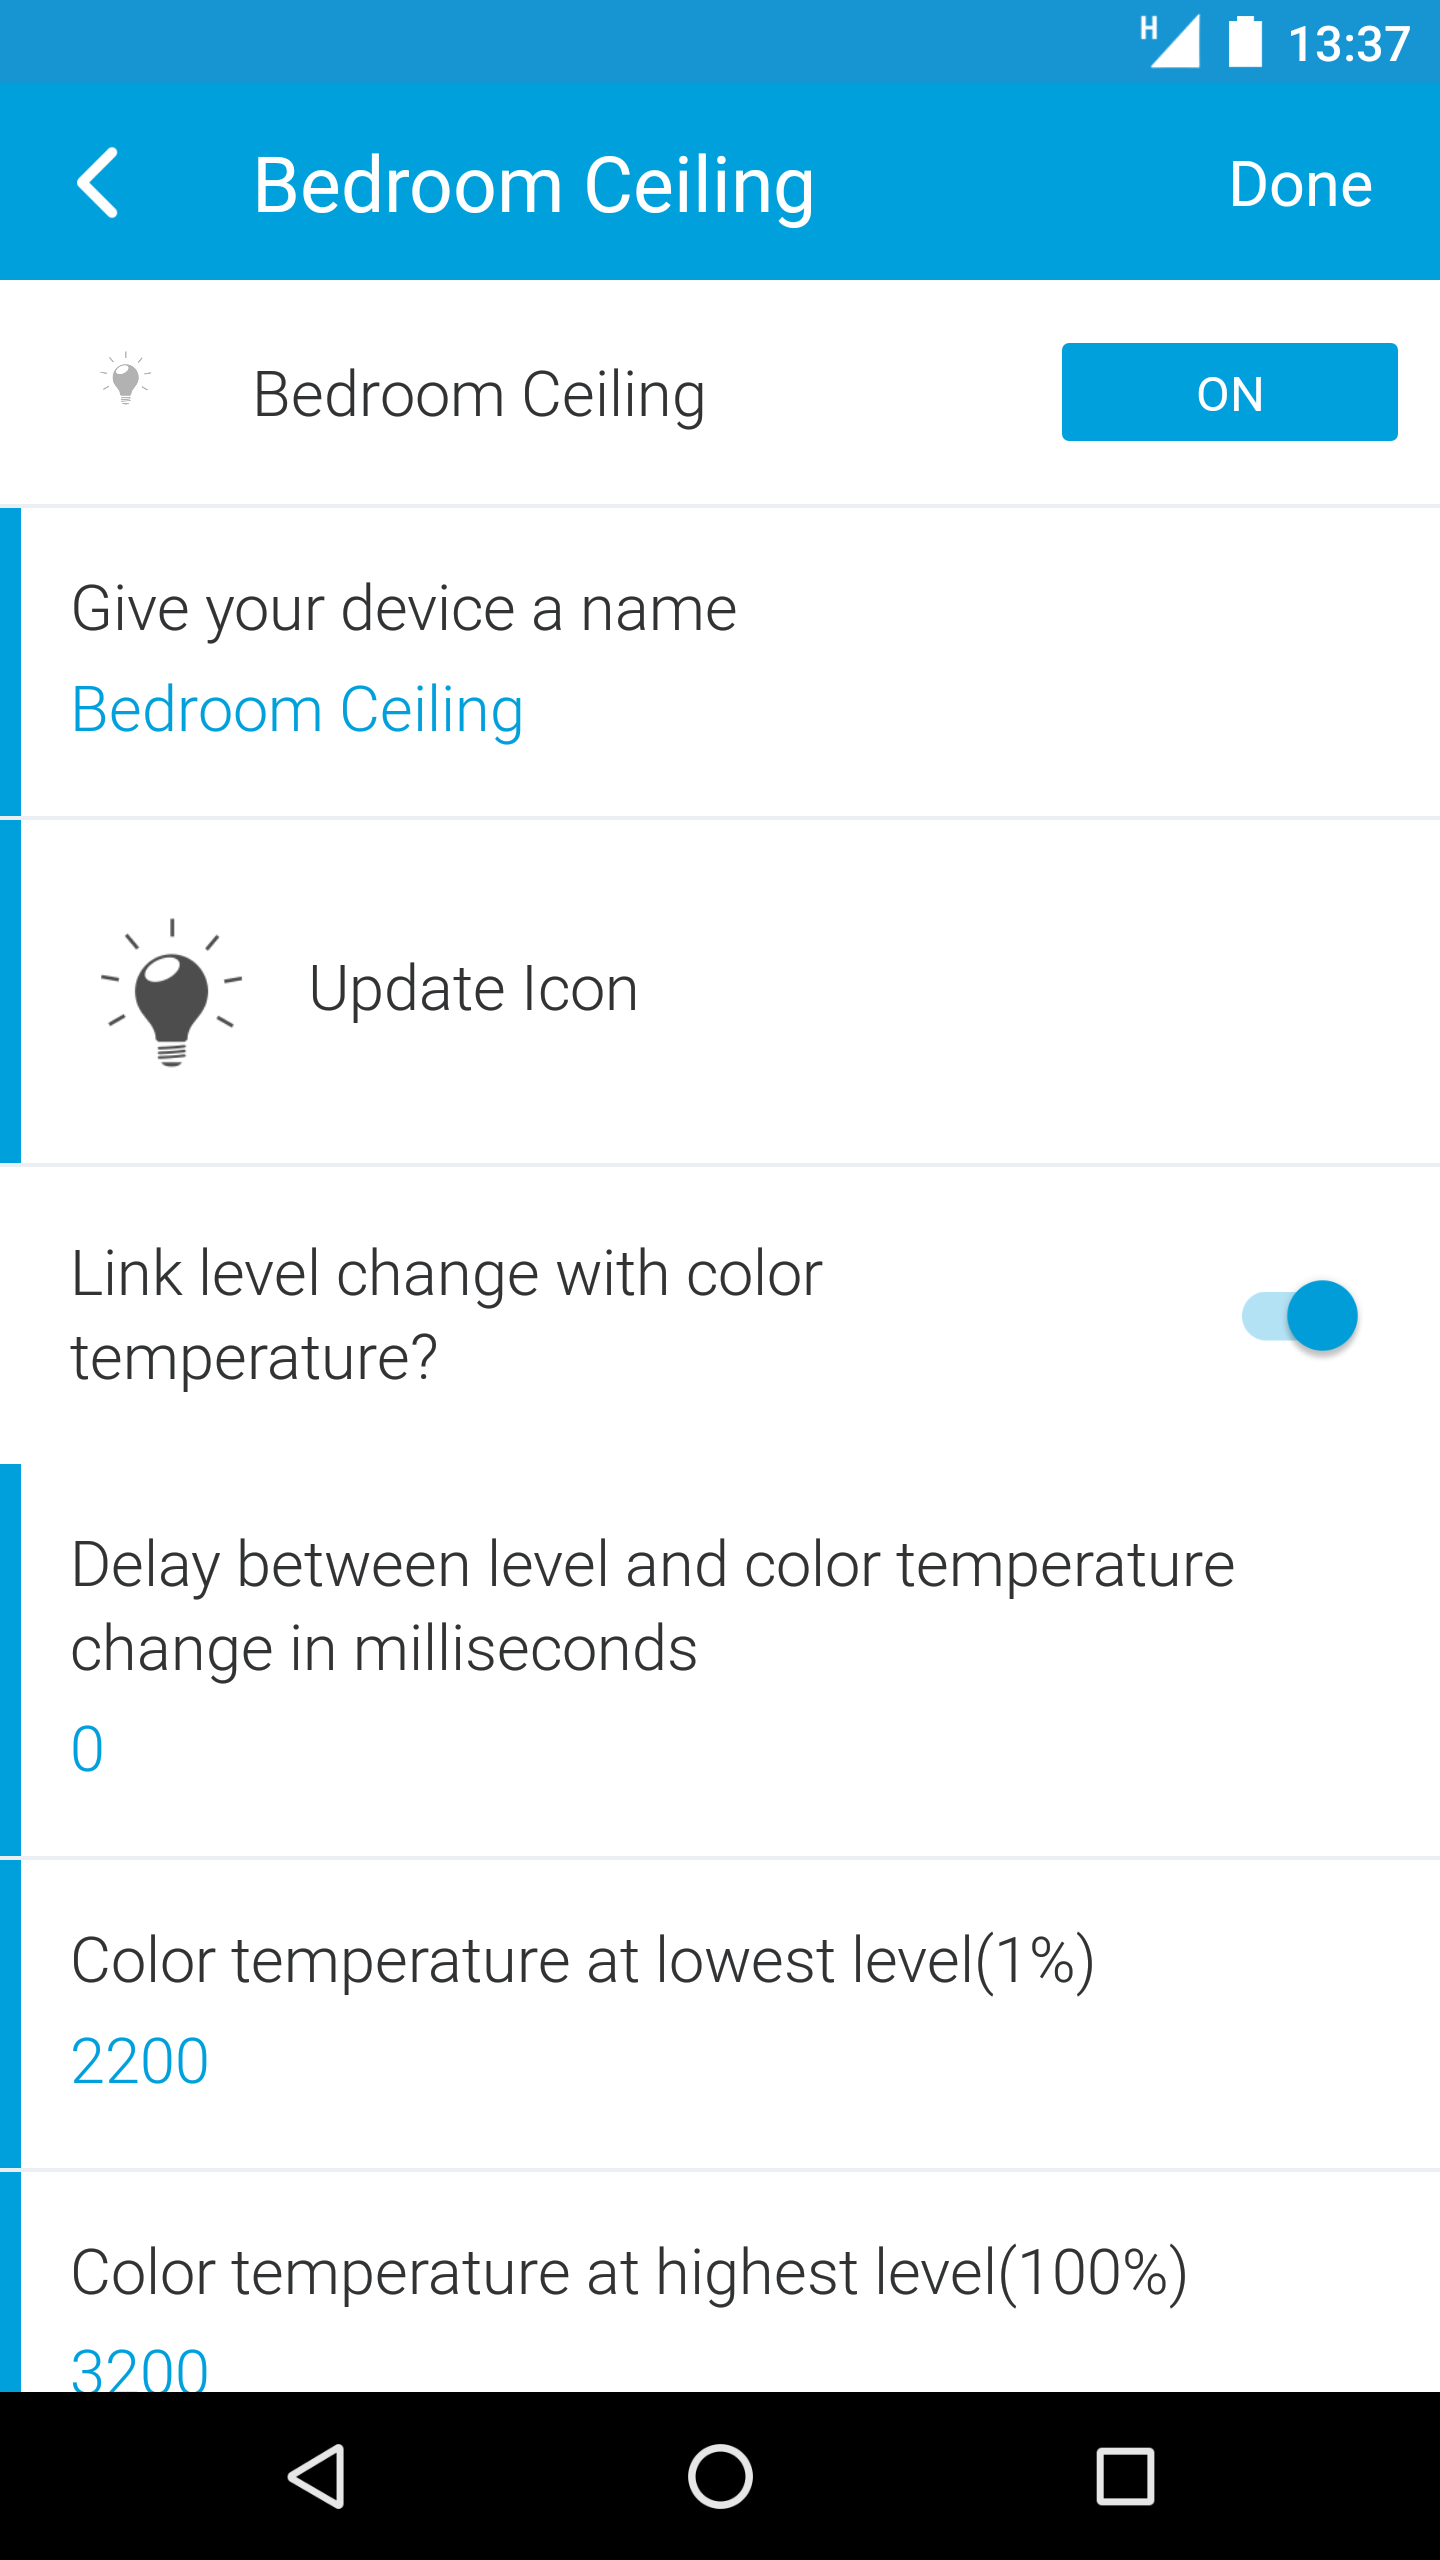 H 13:37
Bedroom Ceiling Done
Bedroom Ceiling ON
Give your device a name
Bedroom Ceiling
Update Icon
Link level change with color
temperature?
Delay between level and color temperature
change in milliseconds
0
Color temperature at lowest level(1%)
2200
Color temperature at highest level(100%)
3200